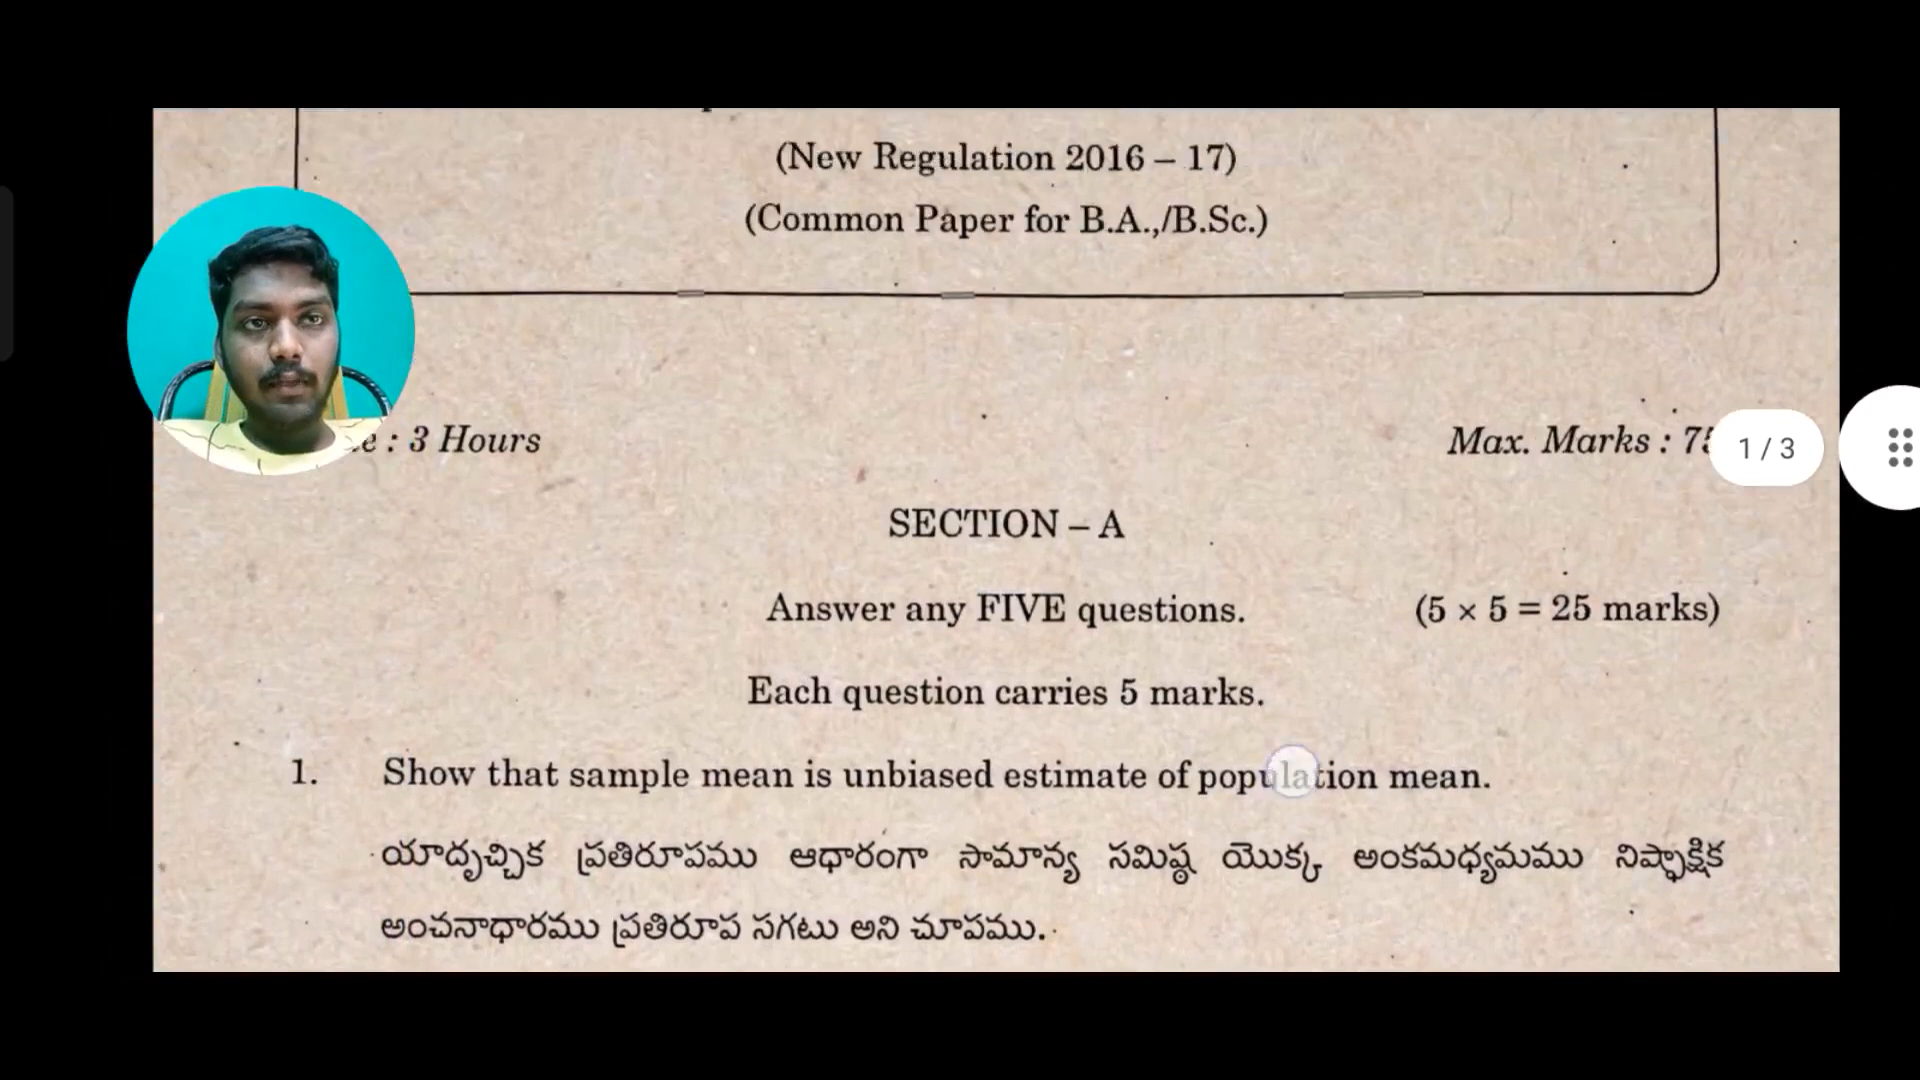 (New Regulation 2016 – 17)
(Common Paper for B.A.,/B.Sc.)
: 3 Hours
Max. Marks : 75
1 / 3
SECTION – A
Answer any FIVE questions. (5 × 5 = 25 marks)
Each question carries 5 marks.
1. Show that sample mean is unbiased estimate of population mean.
యాదృచ్చిక ప్రతిరూపము ఆధారంగా సామాన్య సమిష్ఠ యొక్క అంకమధ్యమము నిష్ఫాక్షిక
అంచనాధారము ప్రతిరూప సగటు అని చూపము.